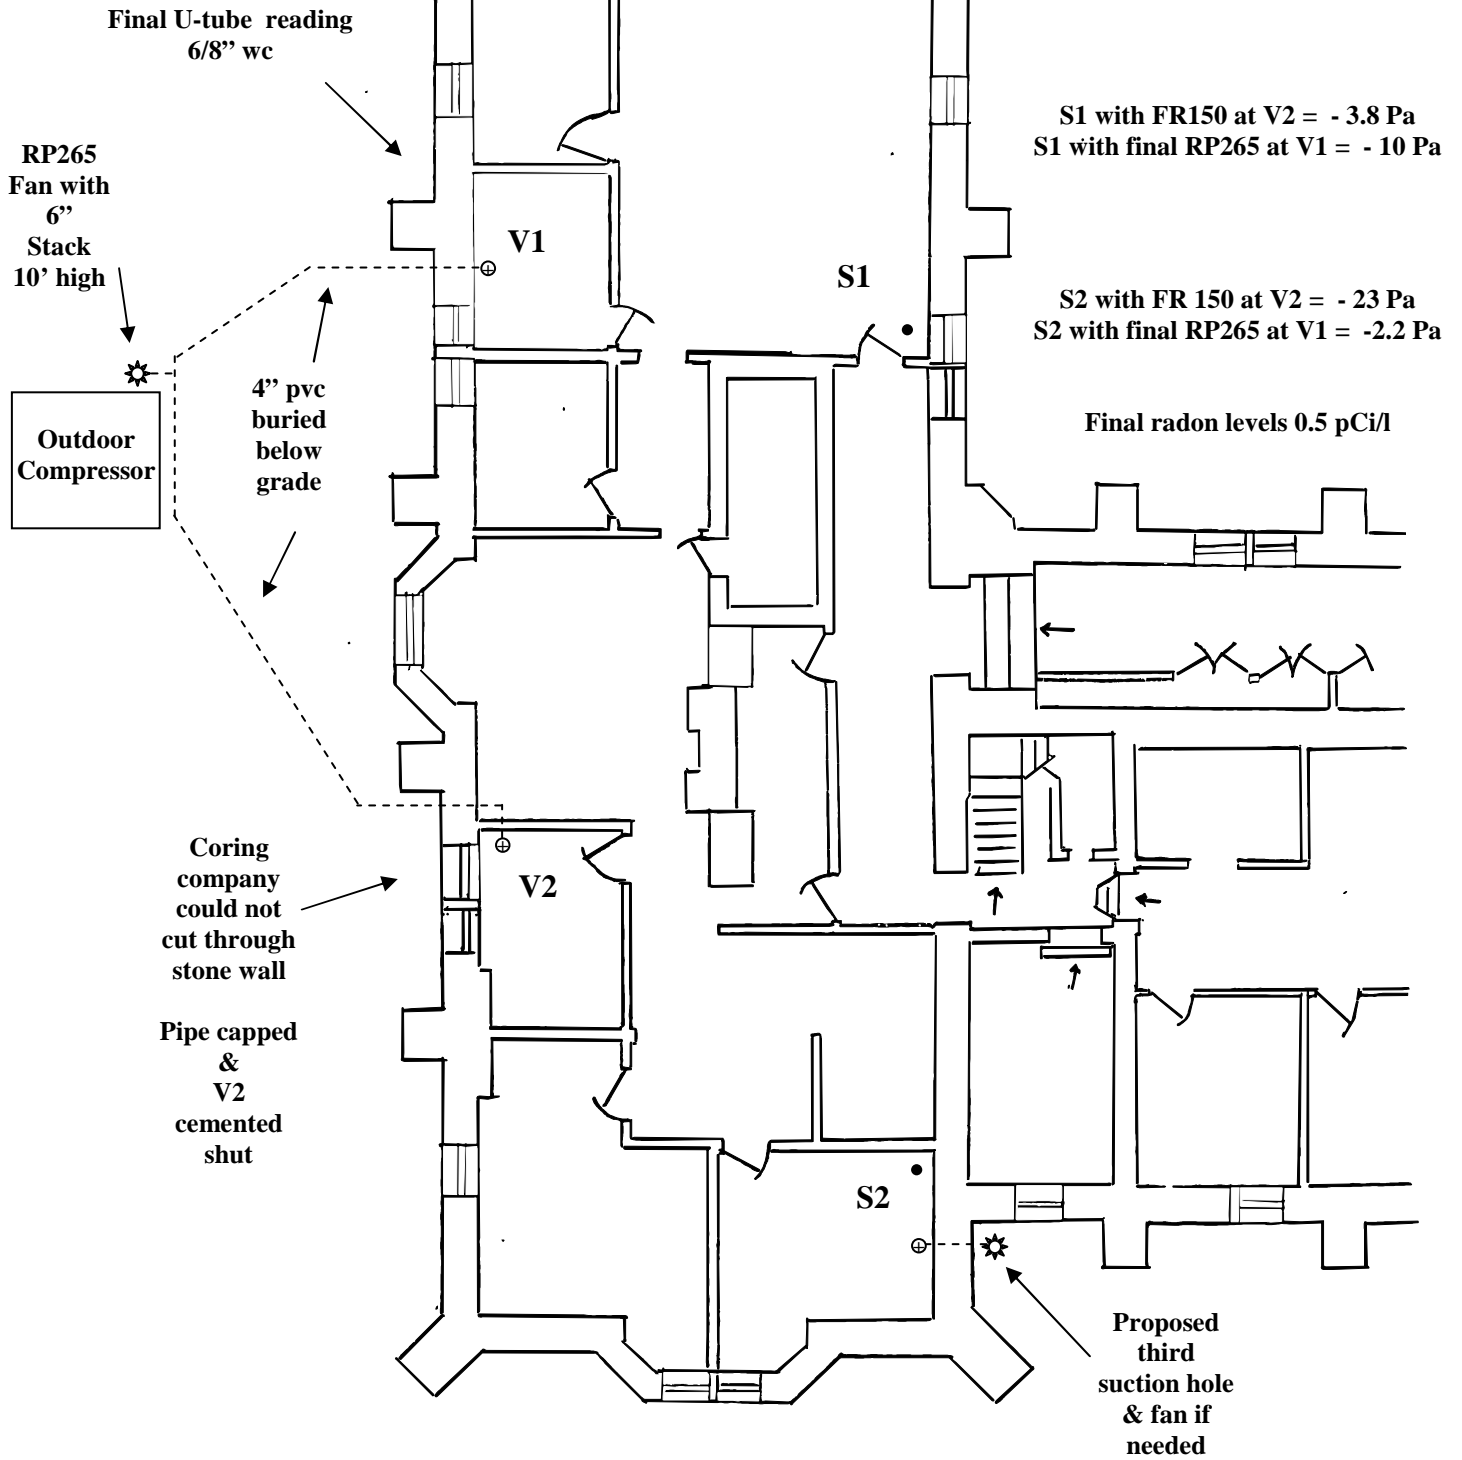 Final U-tube  reading
6/8” wc
RP265
Fan with
6”
Stack
10’ high
V1
S1
S1 with FR150 at V2 =  - 3.8 Pa
S1 with final RP265 at V1 =  - 10 Pa
S2 with FR 150 at V2 =  - 23 Pa
S2 with final RP265 at V1 =  -2.2 Pa
Final radon levels 0.5 pCi/l
4” pvc
buried
below
grade
Outdoor
Compressor
Coring
company
could not
cut through
stone wall
Pipe capped
&
V2
cemented
shut
V2
S2
Proposed
third
suction hole
& fan if
needed